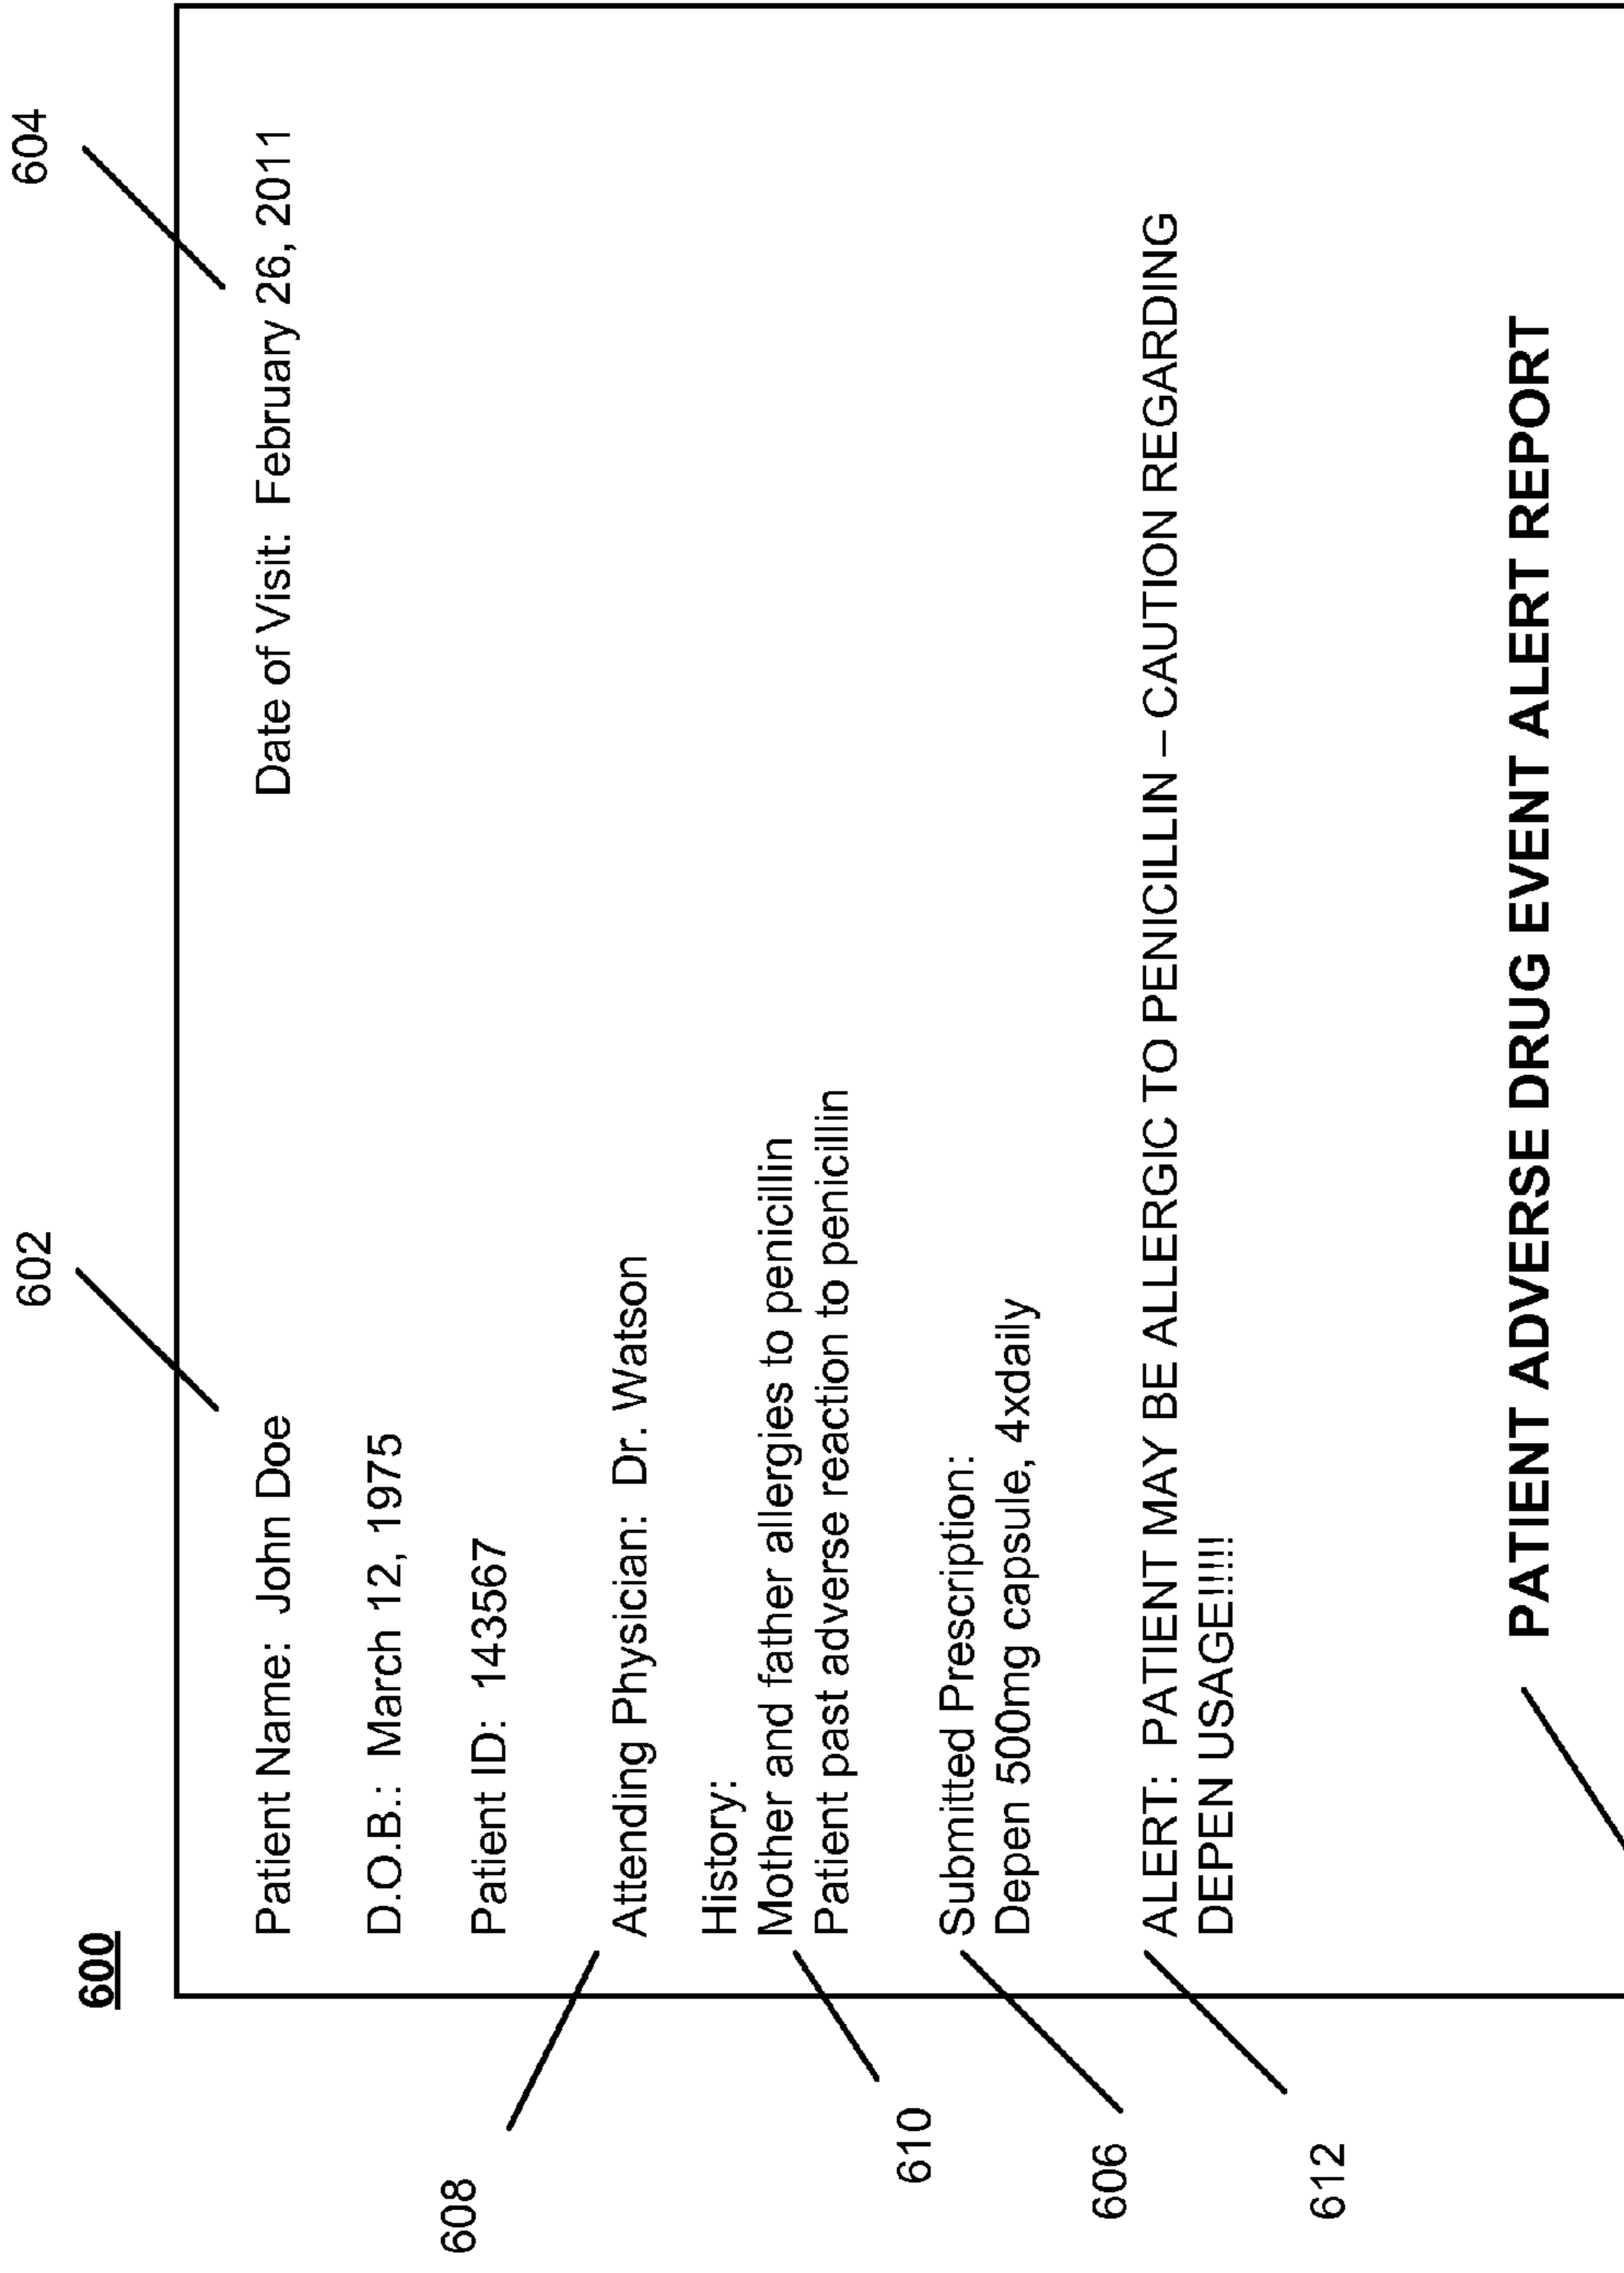 600
602
604
Patient Name: John Doe
Date of Visit: February 26, 2011
D.O.B.: March 12, 1975
Patient ID: 143567
608
Attending Physician: Dr. Watson
History:
Mother and father allergies to penicillin
610
Patient past adverse reaction to penicillin
606
Submitted Prescription:
Depen 500mg capsule, 4xdaily
612
ALERT: PATIENT MAY BE ALLERGIC TO PENICILLIN – CAUTION REGARDING
DEPEN USAGE!!!!!!
PATIENT ADVERSE DRUG EVENT ALERT REPORT